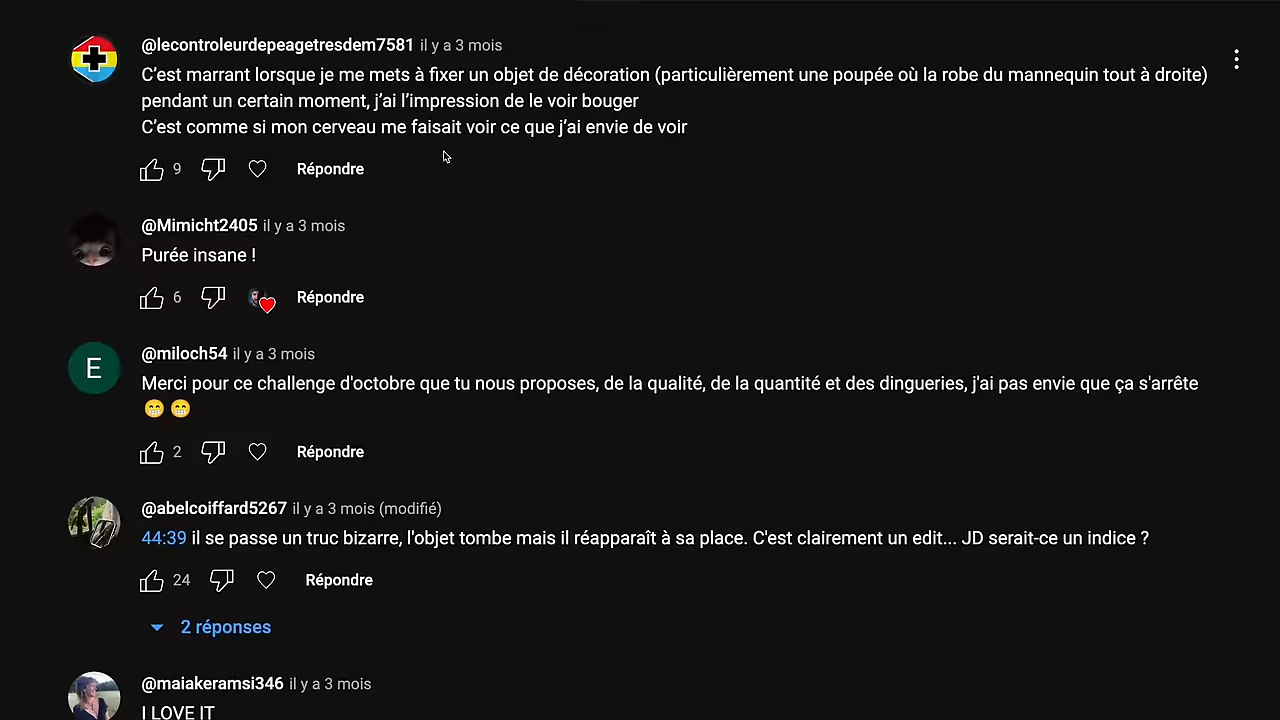 @lecontroleurdepeagetresdem7581 il y a 3 mois
C'est marrant lorsque je me mets à fixer un objet de décoration (particulièrement une poupée où la robe du mannequin tout à droite)
pendant un certain moment, j'ai l'impression de le voir bouger
C'est comme si mon cerveau me faisait voir ce que j'ai envie de voir
9 Répondre
@Mimicht2405 il y a 3 mois
Purée insane !
6 Répondre
E
@miloch54 il y a 3 mois
Merci pour ce challenge d'octobre que tu nous proposes, de la qualité, de la quantité et des dingueries, j'ai pas envie que ça s'arrête
😁 😁
2 Répondre
@abelcoiffard5267 il y a 3 mois (modifié)
44:39 il se passe un truc bizarre, l'objet tombe mais il réapparaît à sa place. C'est clairement un edit... JD serait-ce un indice ?
24 Répondre
2 réponses
@maiakeramsi346 il y a 3 mois
I LOVE IT